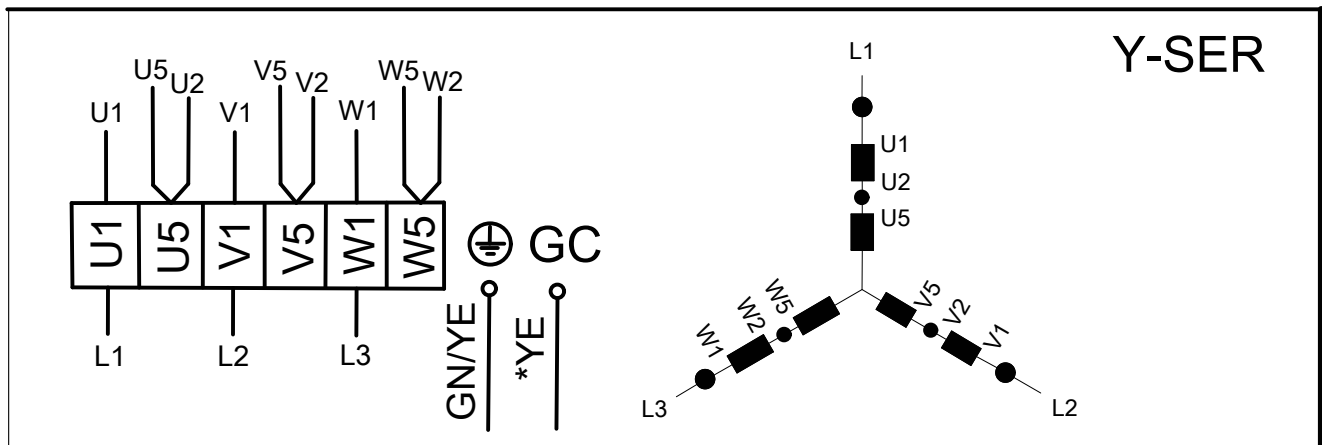 Y-SER
U5 U2 V5 V2 W5 W2
U1 V1 W1
U1 U5 V1 V5 W1 W5
GC
L1 L2 L3
GN/YE
*YE
L1
U1
U2
U5
W5
W2
W1
L3
V5
V2
V1
L2